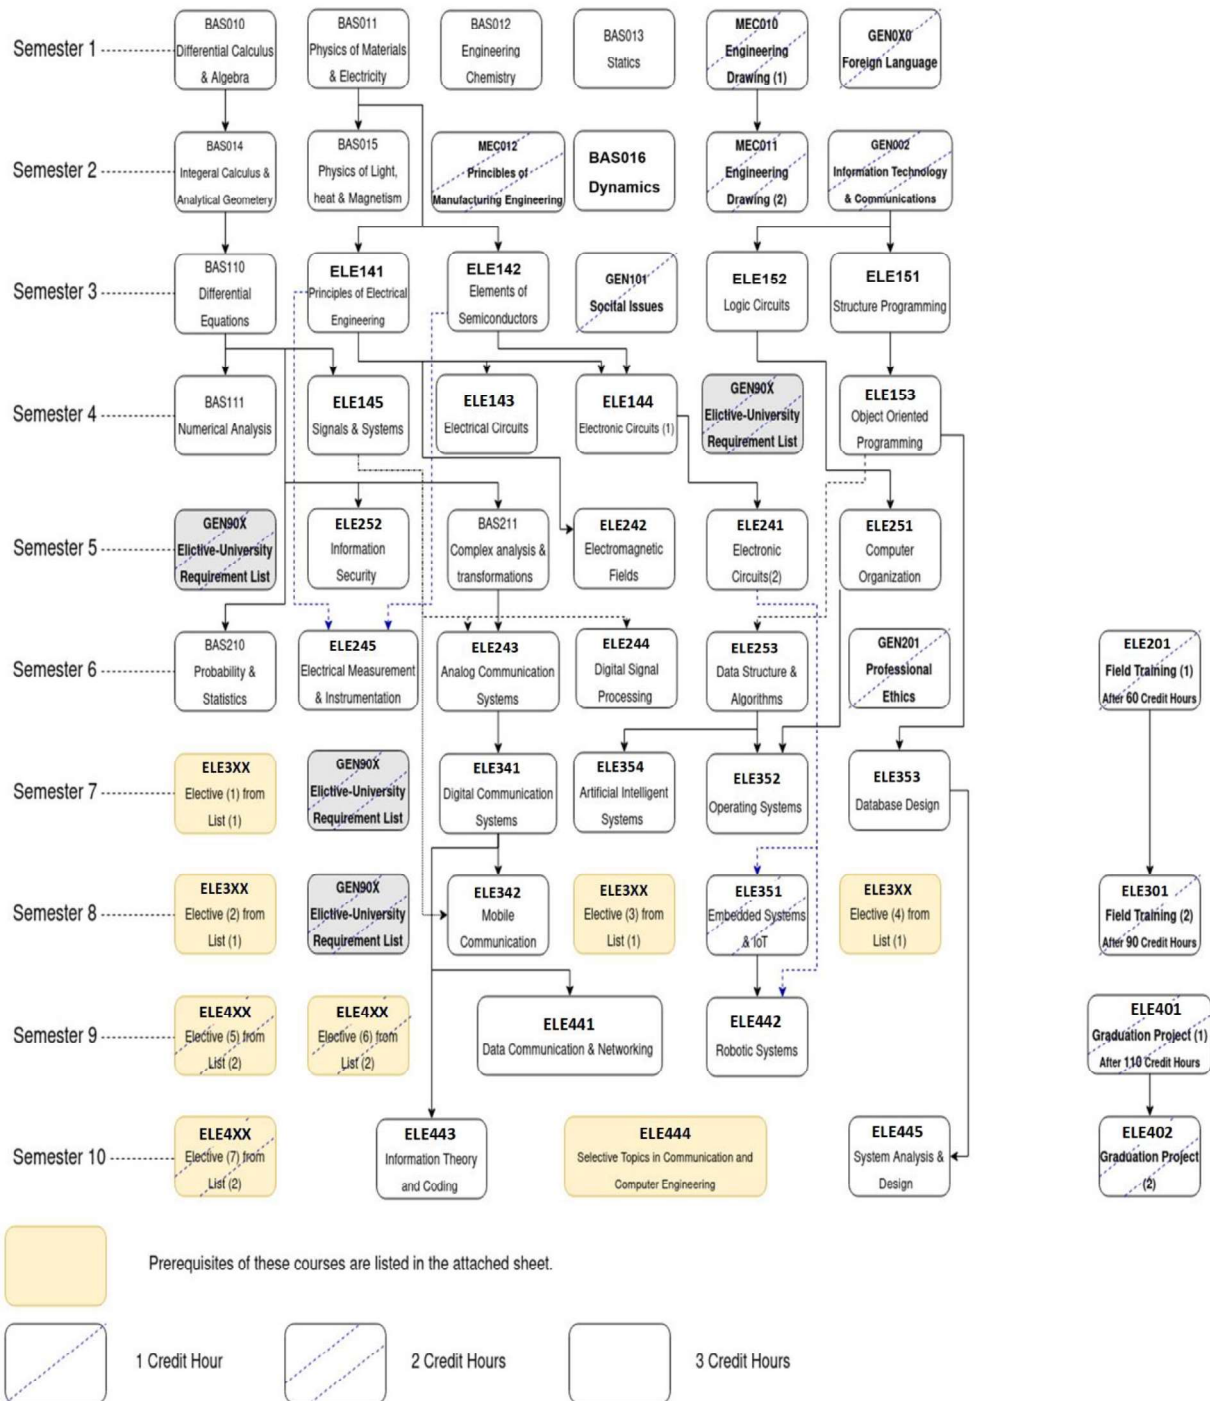 Semester 1
BAS010
Differential Calculus
& Algebra
BAS011
Physics of Materials
& Electricity
BAS012
Engineering
Chemistry
BAS013
Statics
MEC010
Engineering
Drawing (1)
GEN0X0
Foreign Language
Semester 2
BAS014
Integeral Calculus &
Analytical Geometery
BAS015
Physics of Light,
heat & Magnetism
MEC012
Princibles of
Manufacturing Engineering
BAS016
Dynamics
MEC011
Engineering
Drawing (2)
GEN002
Information Technology
& Communications
Semester 3
BAS110
Differential
Equations
ELE141
Principles of Electrical
Engineering
ELE142
Elements of
Semiconductors
GEN101
Socital Issues
ELE152
Logic Circuits
ELE151
Structure Programming
Semester 4
BAS111
Numerical Analysis
ELE145
Signals & Systems
ELE143
Electrical Circuits
ELE144
Electronic Circuits (1)
GEN90X
Elictive-University
Requirement List
ELE153
Object Oriented
Programming
Semester 5
GEN90X
Elictive-University
Requirement List
ELE252
Information
Security
BAS211
Complex analysis &
transformations
ELE242
Electromagnetic
Fields
ELE241
Electronic
Circuits(2)
ELE251
Computer
Organization
Semester 6
BAS210
Probability &
Statistics
ELE245
Electrical Measurement
& Instrumentation
ELE243
Analog Communication
Systems
ELE244
Digital Signal
Processing
ELE253
Data Structure &
Algorithms
GEN201
Professional
Ethics
ELE201
Field Training (1)
After 60 Credit Hours
Semester 7
ELE3XX
Elective (1) from
List (1)
GEN90X
Elictive-University
Requirement List
ELE341
Digital Communication
Systems
ELE354
Artificial Intelligent
Systems
ELE352
Operating Systems
ELE353
Database Design
Semester 8
ELE3XX
Elective (2) from
List (1)
GEN90X
Elictive-University
Requirement List
ELE342
Mobile
Communication
ELE3XX
Elective (3) from
List (1)
ELE351
Embedded Systems
& IoT
ELE3XX
Elective (4) from
List (1)
ELE301
Field Training (2)
After 90 Credit Hours
Semester 9
ELE4XX
Elective (5) from
List (2)
ELE4XX
Elective (6) from
List (2)
ELE441
Data Communication & Networking
ELE442
Robotic Systems
ELE401
Graduation Project (1)
After 110 Credit Hours
Semester 10
ELE4XX
Elective (7) from
List (2)
ELE443
Information Theory
and Coding
ELE444
Selective Topics in Communication and
Computer Engineering
ELE445
System Analysis &
Design
ELE402
Graduation Project
(2)
Prerequisites of these courses are listed in the attached sheet.
1 Credit Hour
2 Credit Hours
3 Credit Hours